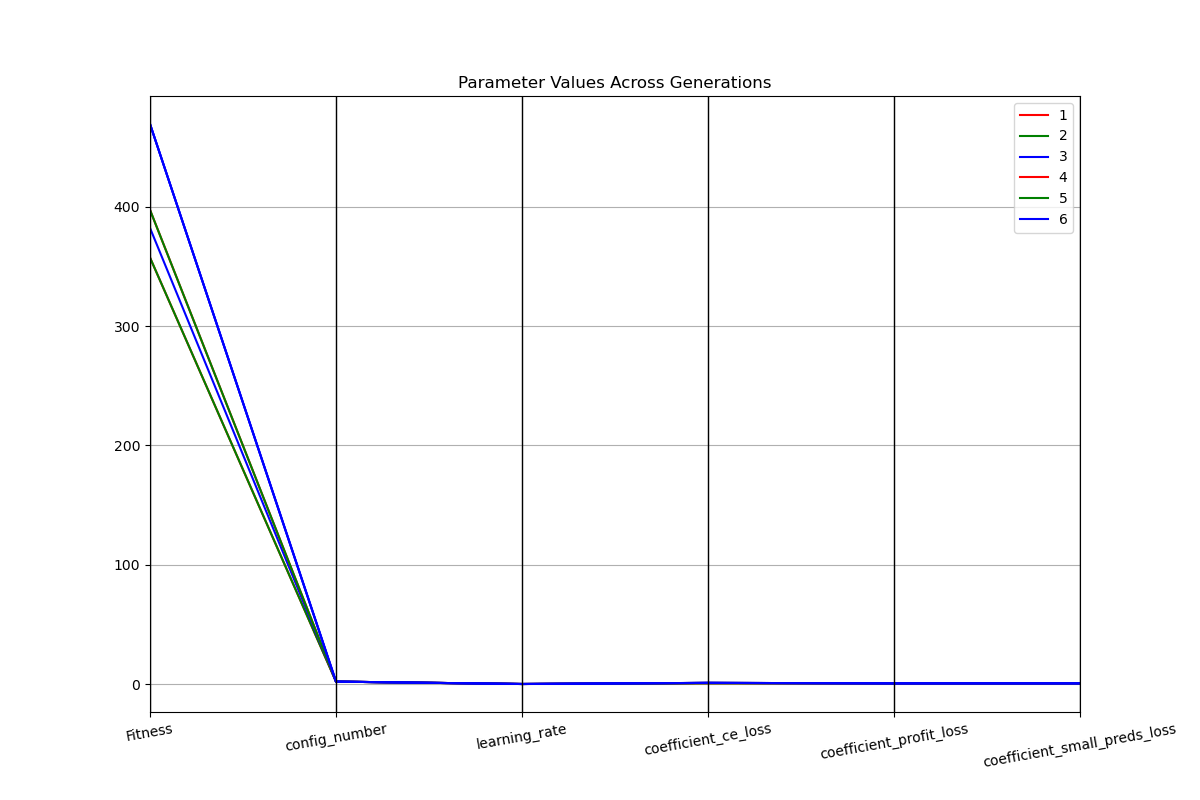 Parameter Values Across Generations
1
2
3
4
5
6
400
300
200
100
0
Fitness
config_number
learning_rate
coefficient_ce_loss
coefficient_profit_loss
coefficient_small_preds_loss